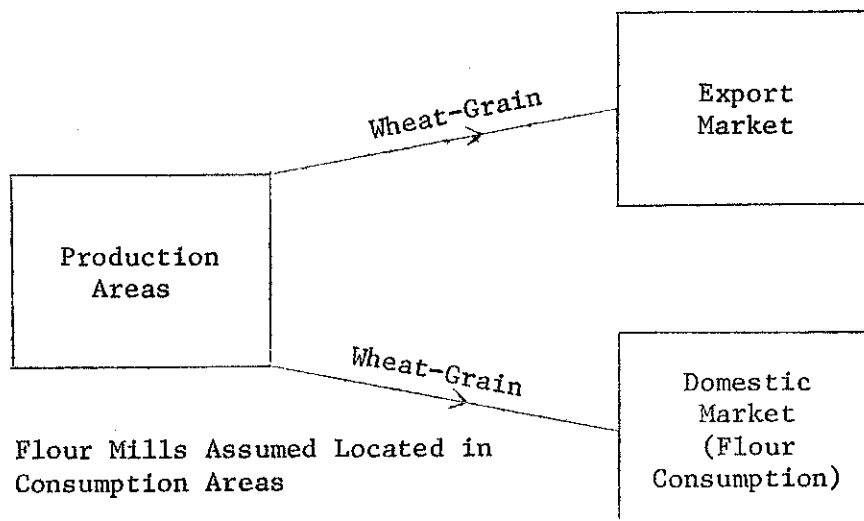 Wheat-Grain
Export
Market
Production
Areas
Wheat-Grain
Domestic
Market
(Flour
Consumption)
Flour Mills Assumed Located in
Consumption Areas